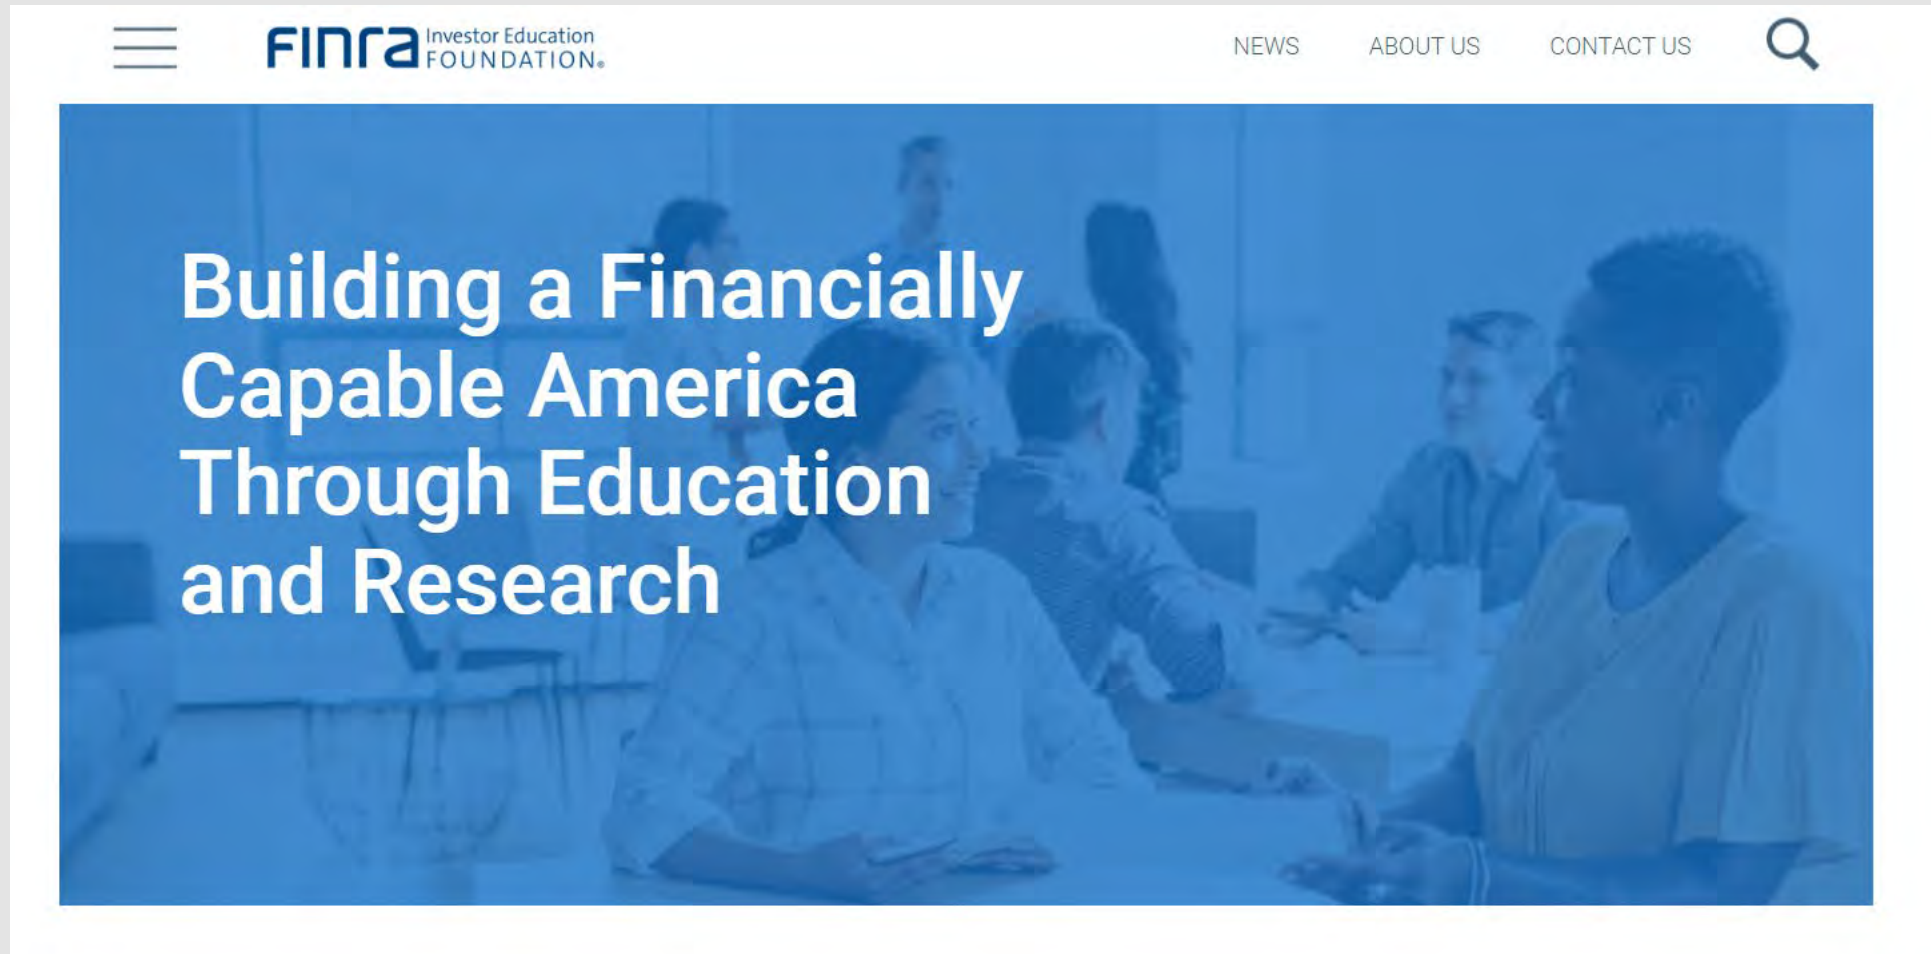 FINRA Investor Education
FOUNDATION®
NEWS ABOUT US CONTACT US
Building a Financially
Capable America
Through Education
and Research